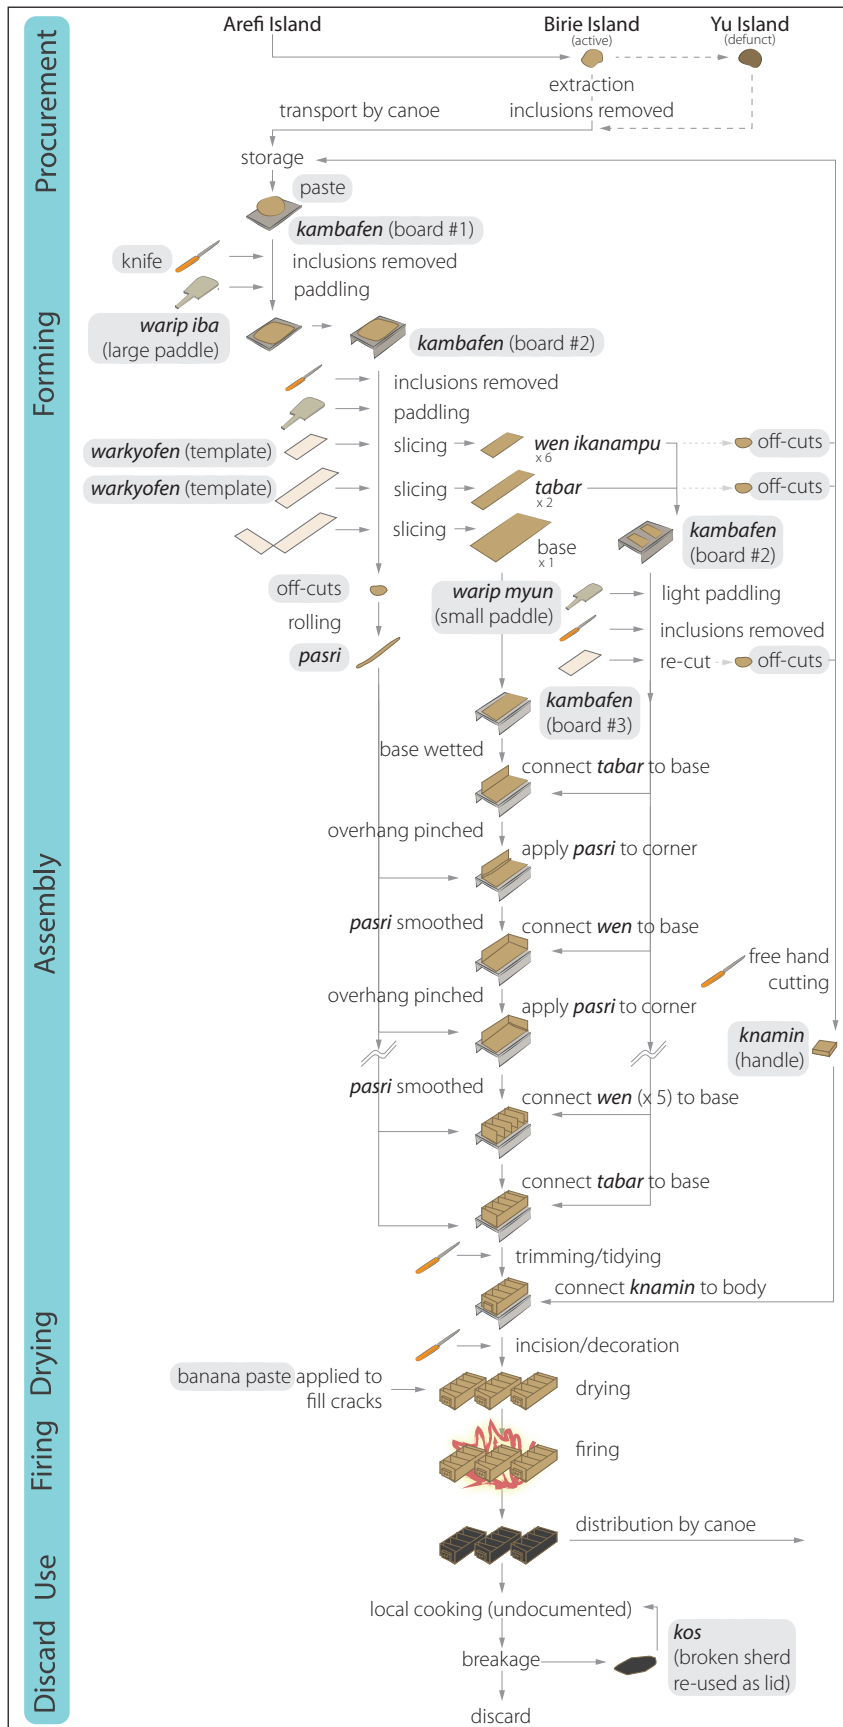 Procurement
Arefi Island
Birie Island
(active)
Yu Island
(defunct)
extraction
transport by canoe
inclusions removed
storage
paste
kambafen (board #1)
knife
inclusions removed
paddling
Forming
warip iba
(large paddle)
kambafen (board #2)
inclusions removed
paddling
warkyofen (template)
slicing
wen ikanampu
x 6
off-cuts
warkyofen (template)
slicing
tabar
x 2
off-cuts
slicing
base
x 1
kambafen
(board #2)
off-cuts
rolling
pasri
warip myun
(small paddle)
light paddling
inclusions removed
re-cut
off-cuts
kambafen
(board #3)
Assembly
base wetted
connect tabar to base
overhang pinched
apply pasri to corner
pasri smoothed
connect wen to base
free hand
cutting
overhang pinched
apply pasri to corner
knamin
(handle)
pasri smoothed
connect wen (x 5) to base
connect tabar to base
trimming/tidying
connect knamin to body
Drying
incision/decoration
banana paste applied to
fill cracks
drying
Firing
firing
distribution by canoe
Use
local cooking (undocumented)
Discard
breakage
kos
(broken sherd
re-used as lid)
discard